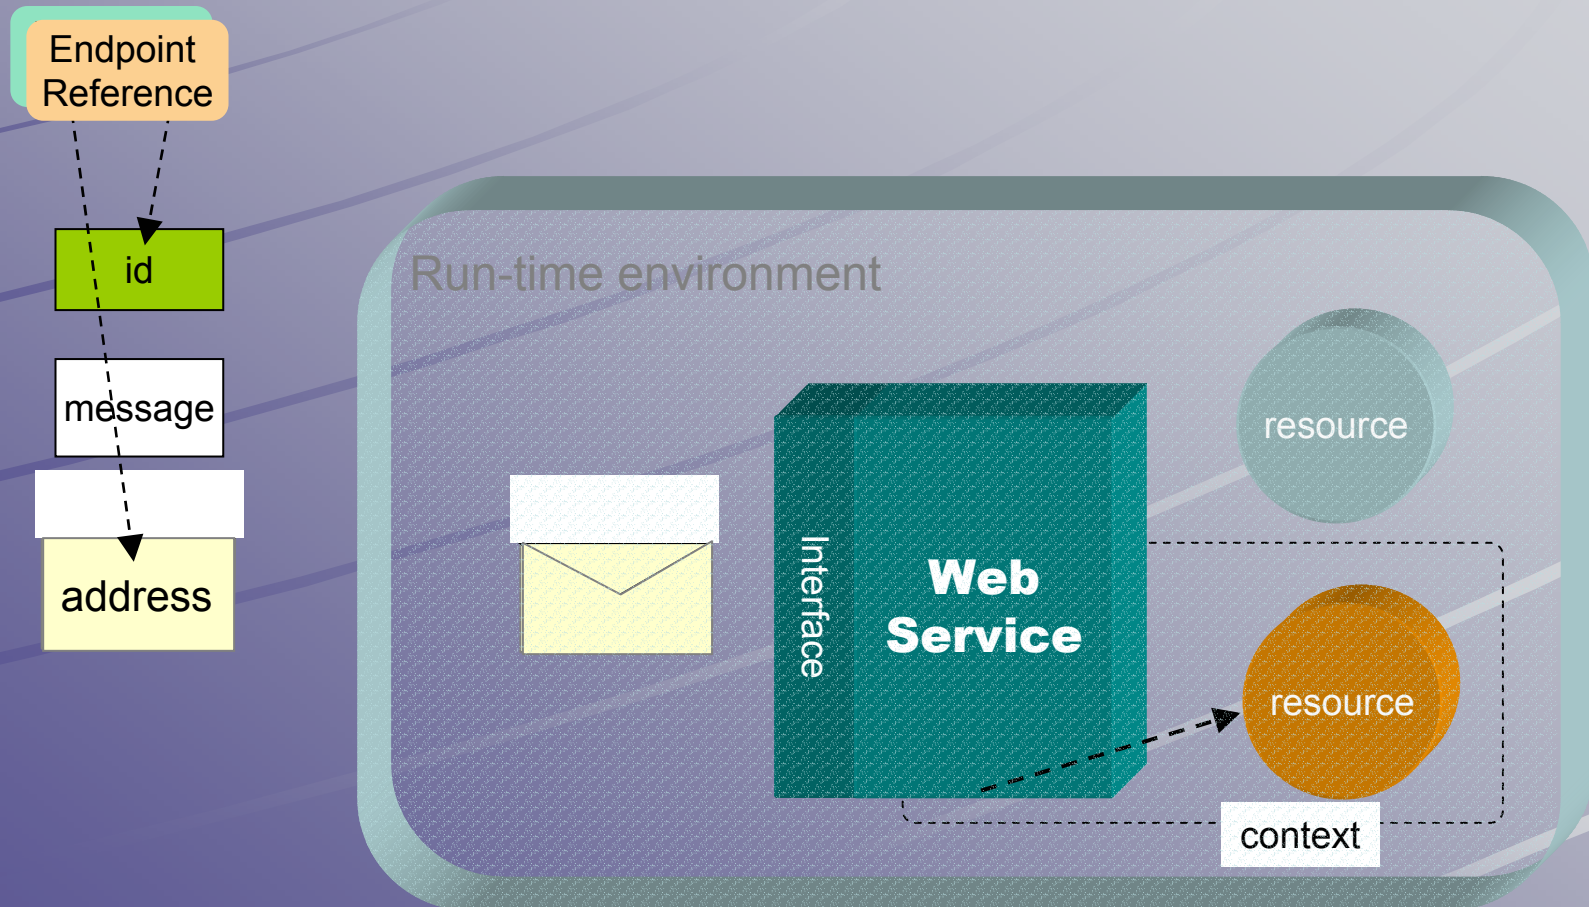 Endpoint
Reference
id
message
address
Run-time environment
Interface
Web
Service
resource
resource
context